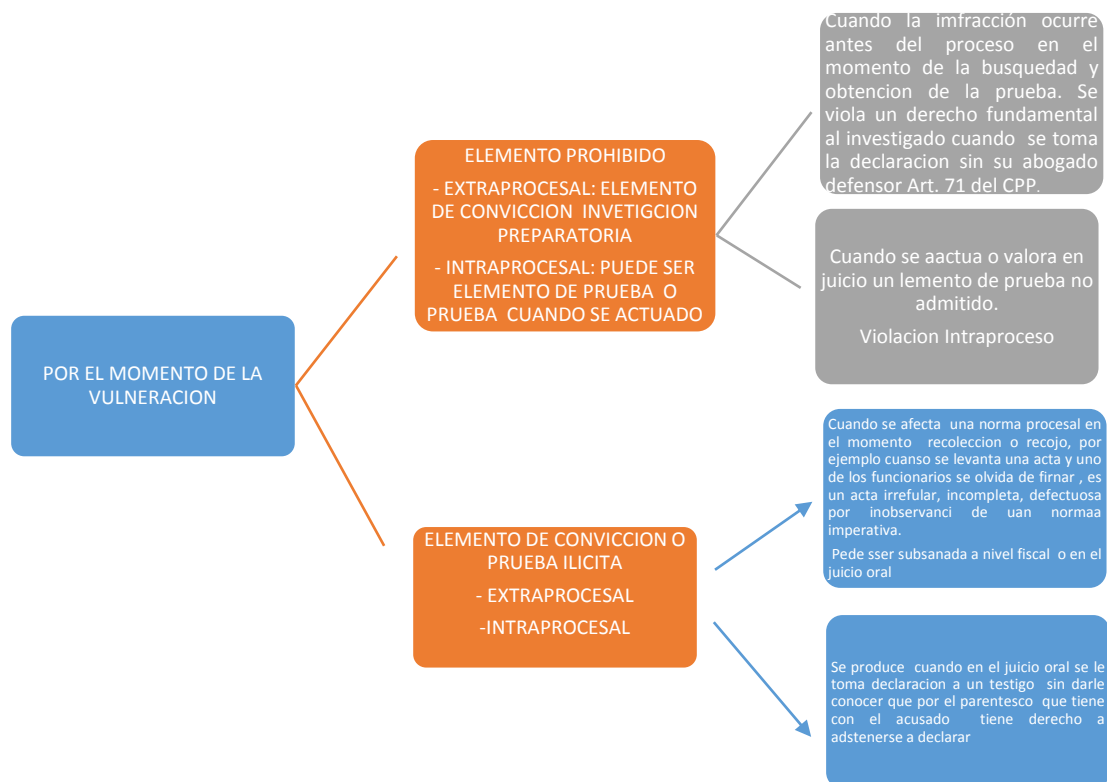 POR EL MOMENTO DE LA
VULNERACION
ELEMENTO PROHIBIDO
- EXTRAPROCESAL: ELEMENTO
DE CONVICCION INVETIGCION
PREPARATORIA
- INTRAPROCESAL: PUEDE SER
ELEMENTO DE PRUEBA O
PRUEBA CUANDO SE ACTUADO
Cuando la imfracción ocurre
antes del proceso en el
momento de la busquedad y
obtencion de la prueba. Se
viola un derecho fundamental
al investigado cuando se toma
la declaracion sin su abogado
defensor Art. 71 del CPP.
Cuando se aactua o valora en
juicio un lemento de prueba no
admitido.
Violacion Intraproceso
ELEMENTO DE CONVICCION O
PRUEBA ILICITA
- EXTRAPROCESAL
-INTRAPROCESAL
Cuando se afecta una norma procesal en
el momento recoleccion o recojo, por
ejemplo cuanso se levanta una acta y uno
de los funcionarios se olvida de firnar , es
un acta irrefular, incompleta, defectuosa
por inobservanci de uan normaa
imperativa.
Pede sser subsanada a nivel fiscal o en el
juicio oral
Se produce cuando en el juicio oral se le
toma declaracion a un testigo sin darle
conocer que por el parentesco que tiene
con el acusado tiene derecho a
adstenerse a declarar